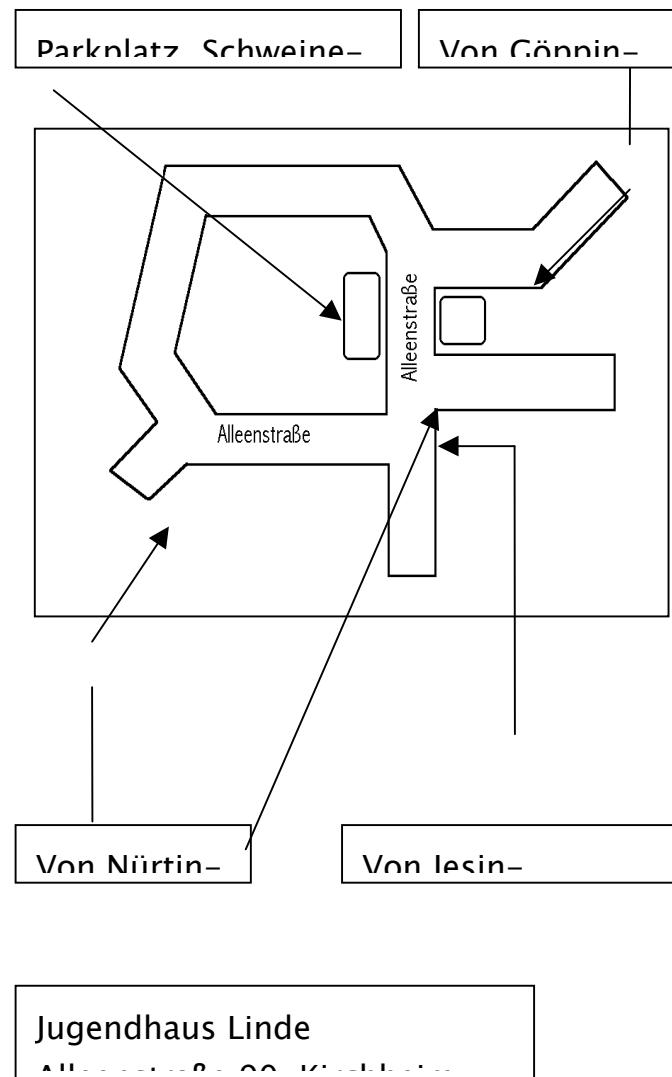 Parkplatz Schweine-
Von Göppin-
Alleenstraße
Alleenstraße
Von Nürtin-
Von Jesin-
Jugendhaus Linde
Alleenstraße 90, Kirchheim